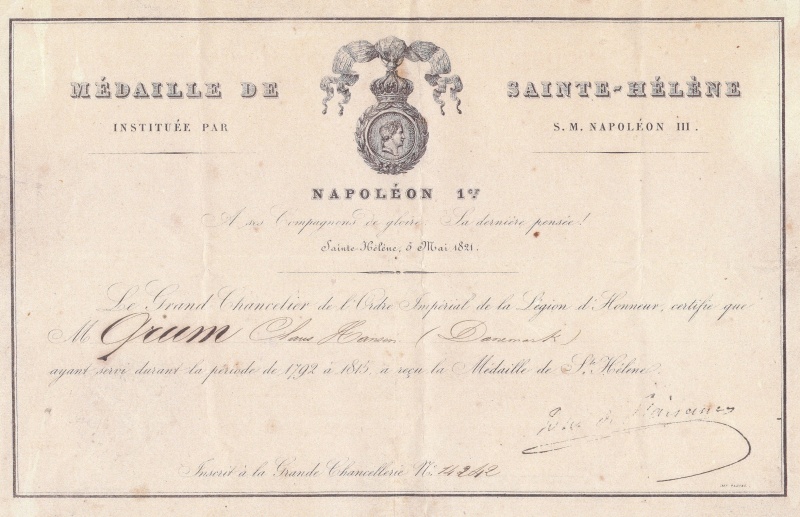 MÉDAILLE DE SAINTE-HÉLÈNE
INSTITUÉE PAR S. M. NAPOLÉON III.
NAPOLÉON 1er
A ses Compagnons de gloire. Sa dernière pensée!
Sainte-Hélène, 5 Mai 1821.
Le Grand Chancelier de l'Ordre Impérial de la Légion d'Honneur, certifie que
M Grum Claus Hansen (Danemark)
ayant servi durant la période de 1792 à 1815, a reçu la Médaille de Ste Hélène.
Inscrit à la Grande Chancellerie No 4242